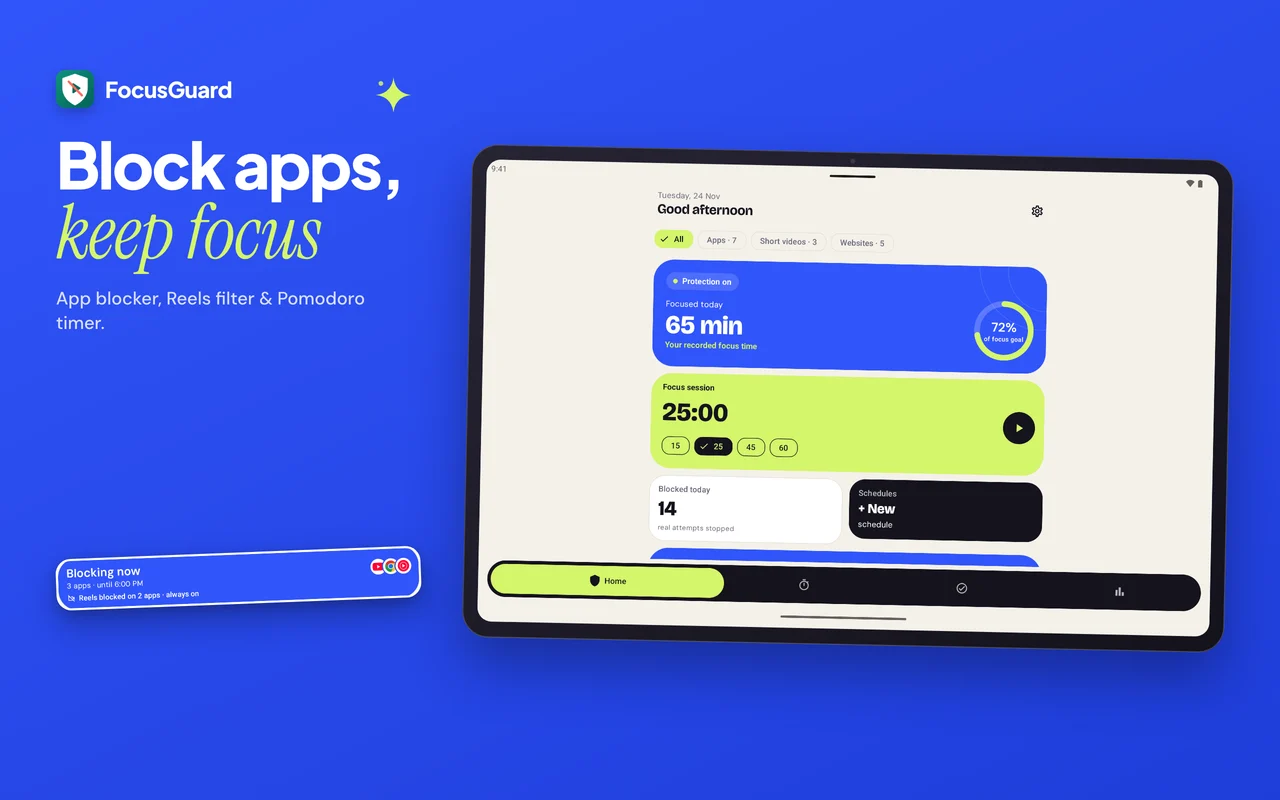 FocusGuard
Block apps,
keep focus
App blocker, Reels filter & Pomodoro
timer.
Blocking now
3 apps · until 6:00 PM
Reels blocked on 2 apps · always on
9:41
Tuesday, 24 Nov
Good afternoon
All
Apps · 7
Short videos · 3
Websites · 5
Protection on
Focused today
65 min
Your recorded focus time
72%
of focus goal
Focus session
25:00
15
25
45
60
Blocked today
14
real attempts stopped
Schedules
+ New
schedule
Home